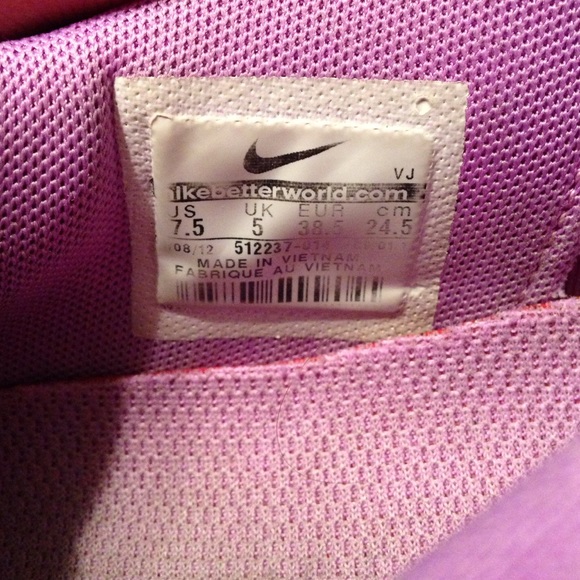 VJ
ikebetterworld.com
US UK EUR cm
7.5 5 38.5 24.5
08/12 512237-
MADE IN VIETNAM
FABRIQUE AU VIETNAM